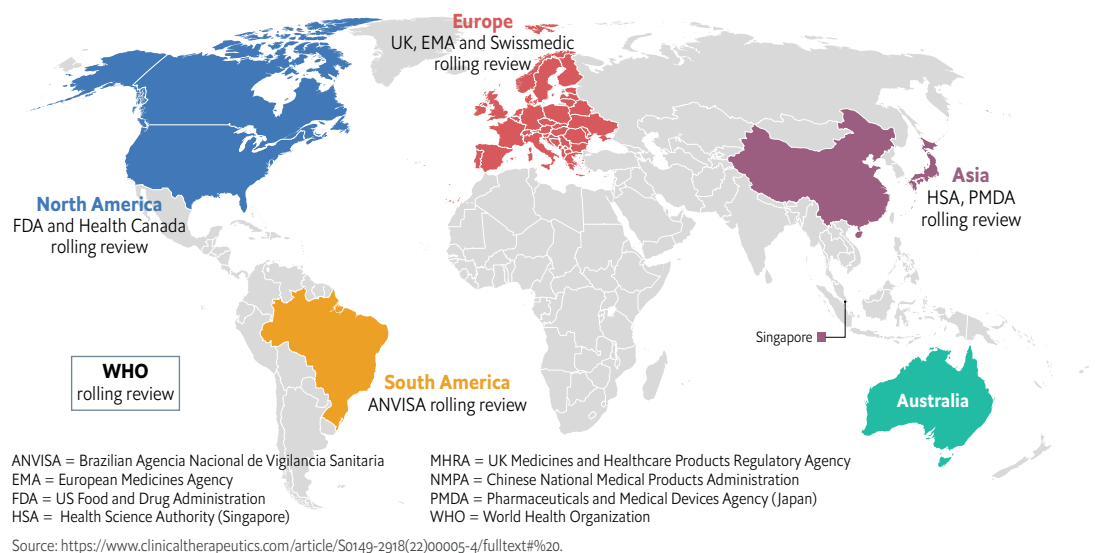 Europe
UK, EMA and Swissmedic
rolling review
North America
FDA and Health Canada
rolling review
Asia
HSA, PMDA
rolling review
Singapore
WHO
rolling review
South America
ANVISA rolling review
Australia
ANVISA = Brazilian Agencia Nacional de Vigilancia Sanitaria
EMA = European Medicines Agency
FDA = US Food and Drug Administration
HSA = Health Science Authority (Singapore)
MHRA = UK Medicines and Healthcare Products Regulatory Agency
NMPA = Chinese National Medical Products Administration
PMDA = Pharmaceuticals and Medical Devices Agency (Japan)
WHO = World Health Organization
Source: https://www.clinicaltherapeutics.com/article/S0149-2918(22)00005-4/fulltext#%20.